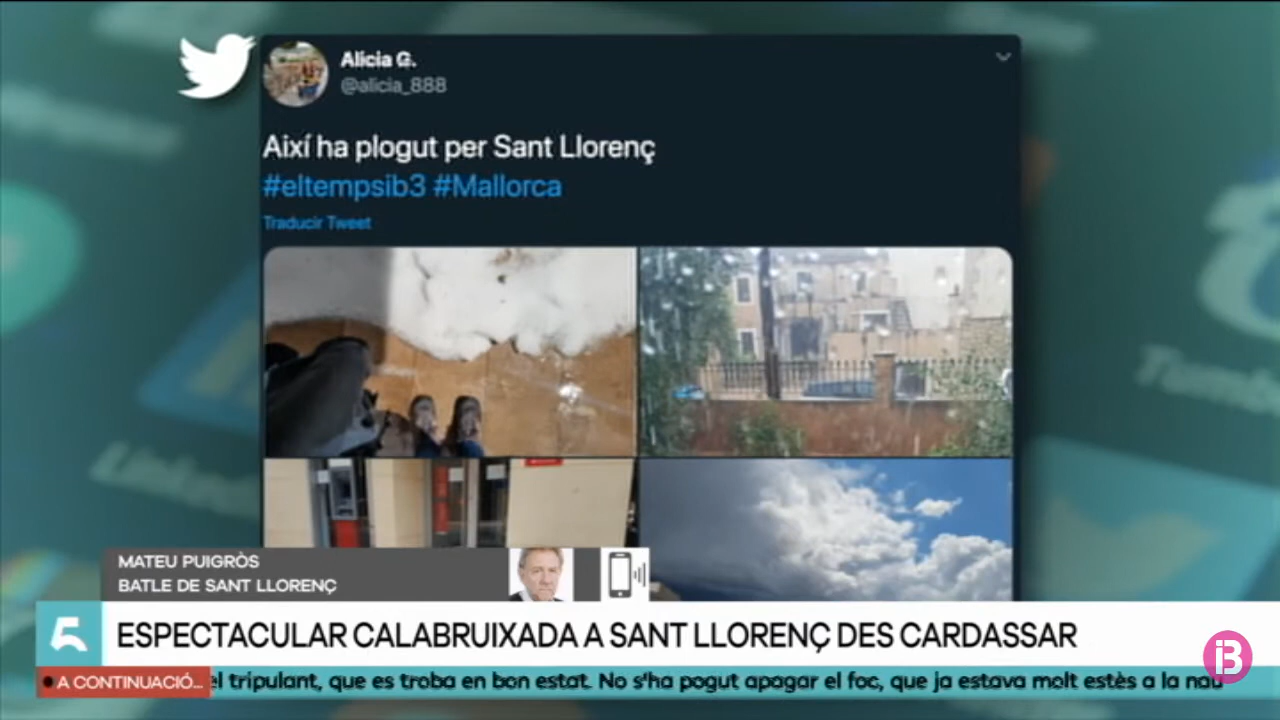 Alicia G.
@alicia_888
Així ha plogut per Sant Llorenç
#eltempsib3 #Mallorca
Traducir Tweet
MATEU PUIGRÒS
BATLE DE SANT LLORENÇ
5
ESPECTACULAR CALABRUIXADA A SANT LLORENÇ DES CARDASSAR
A CONTINUACIÓ...
el tripulant, que es troba en bon estat. No s'ha pogut apagar el foc, que ja estava molt estès a la nau
IB3